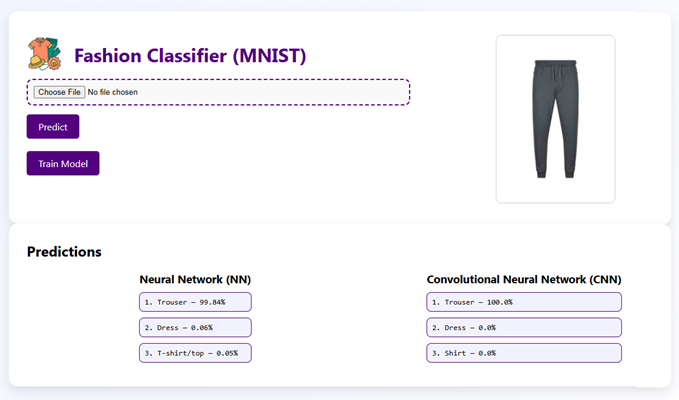 Fashion Classifier (MNIST)
Choose File No file chosen
Predict
Train Model
Predictions
Neural Network (NN)
1. Trouser — 99.84%
2. Dress — 0.06%
3. T-shirt/top — 0.05%
Convolutional Neural Network (CNN)
1. Trouser — 100.0%
2. Dress — 0.0%
3. Shirt — 0.0%